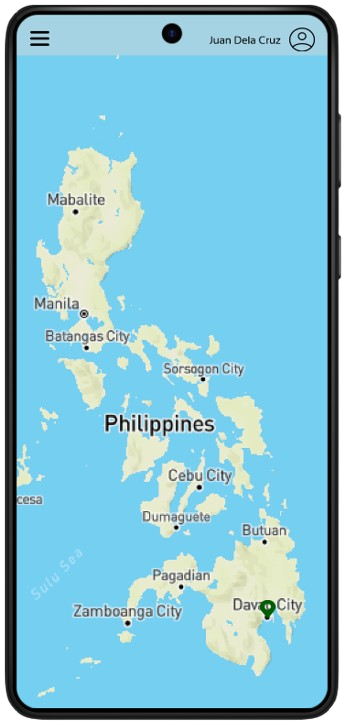 Juan Dela Cruz
Mabalite
Manila
Batangas City
Sorsogon City
Philippines
Cebu City
cesa
Dumaguete
Butuan
Sulu Sea
Pagadian
Davao City
Zamboanga City